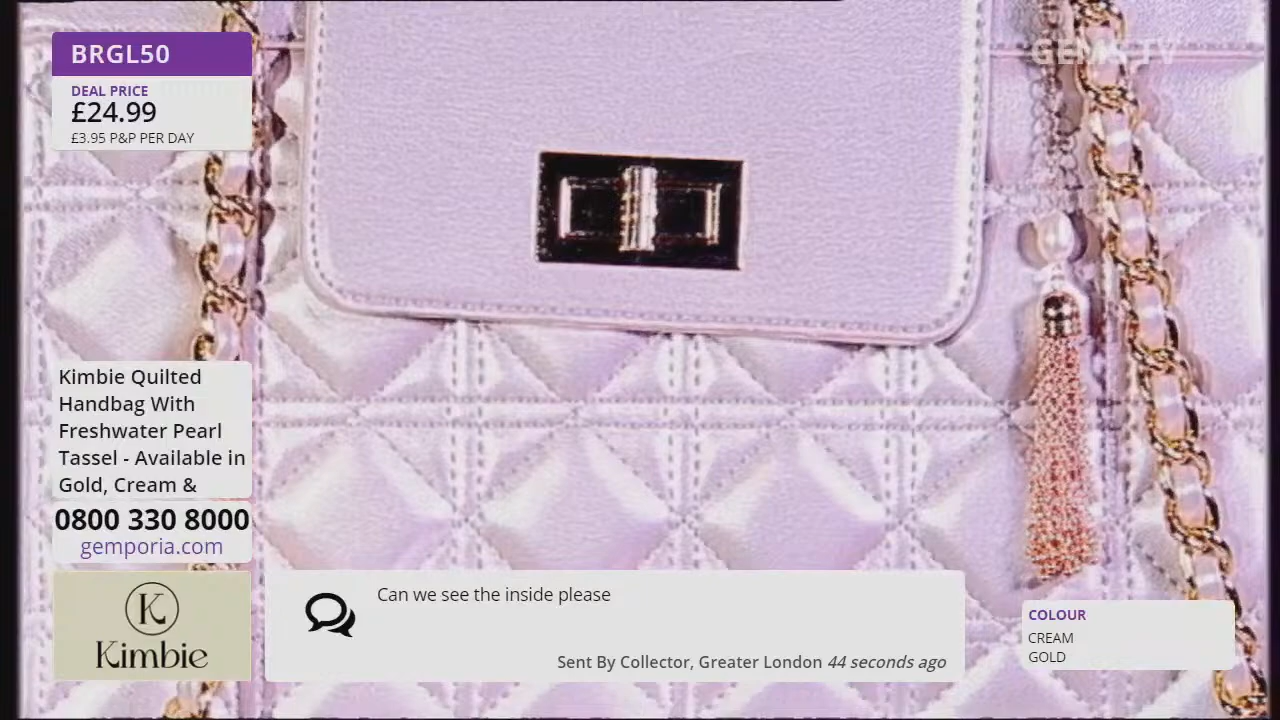 BRGL50
DEAL PRICE
£24.99
£3.95 P&P PER DAY
GEMS TV
Kimbie Quilted
Handbag With
Freshwater Pearl
Tassel - Available in
Gold, Cream &
0800 330 8000
gemporia.com
K
Kimbie
Can we see the inside please
Sent By Collector, Greater London 44 seconds ago
COLOUR
CREAM
GOLD